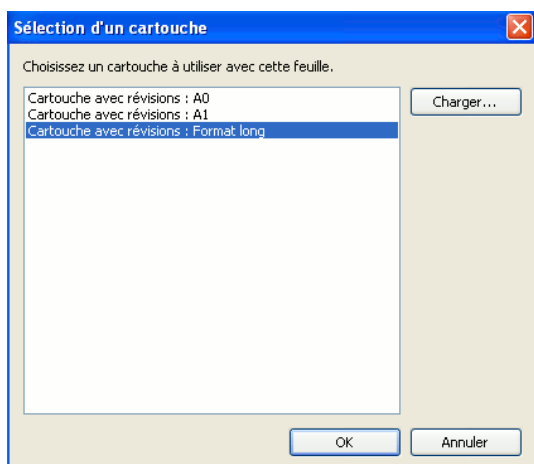 Sélection d'un cartouche
Choisissez un cartouche à utiliser avec cette feuille.
Cartouche avec révisions : A0
Cartouche avec révisions : A1
Cartouche avec révisions : Format long
Charger...
OK
Annuler